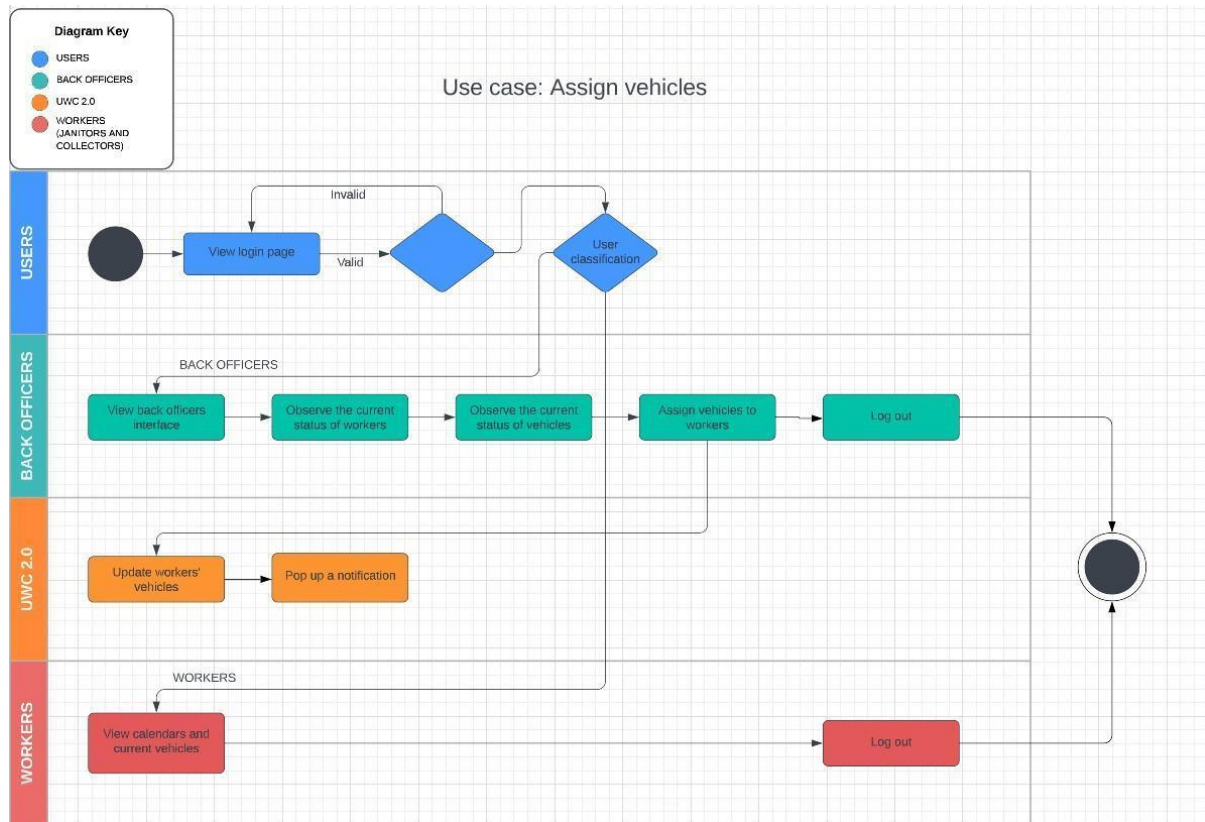 Diagram Key
USERS
BACK OFFICERS
UWC 2.0
WORKERS
(JANITORS AND
COLLECTORS)
Use case: Assign vehicles
USERS
Invalid
View login page
Valid
User
classification
BACK OFFICERS
BACK OFFICERS
View back officers
interface
Observe the current
status of workers
Observe the current
status of vehicles
Assign vehicles to
workers
Log out
UWC 2.0
Update workers'
vehicles
Pop up a notification
WORKERS
WORKERS
View calendars and
current vehicles
Log out